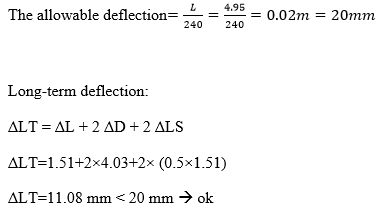 The allowable deflection= L/240 = 4.95/240 = 0.02m = 20mm
Long-term deflection:
ΔLT = ΔL + 2 ΔD + 2 ΔLS
ΔLT=1.51+2×4.03+2× (0.5×1.51)
ΔLT=11.08 mm < 20 mm → ok